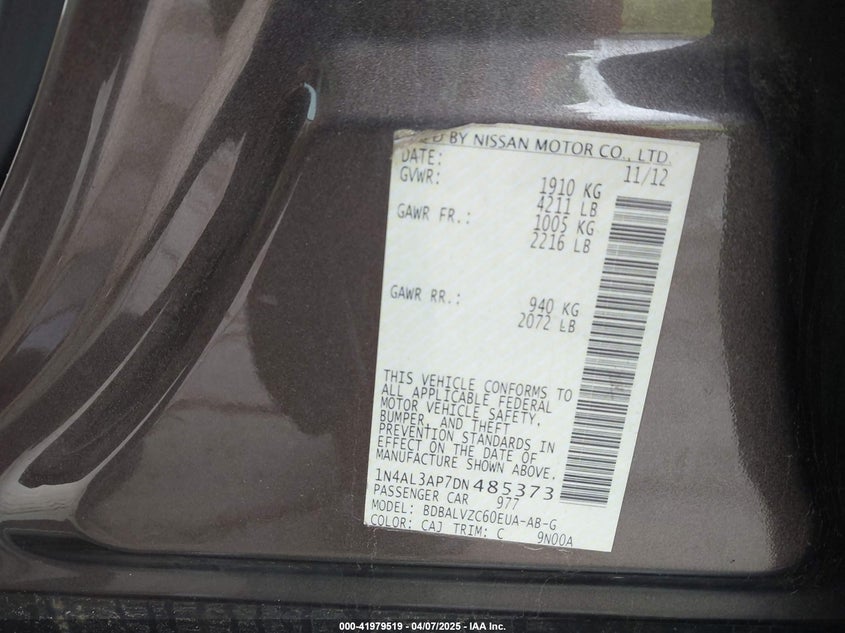 BY NISSAN MOTOR CO., LTD.
DATE: 11/12
GVWR: 1910 KG
4211 LB
GAWR FR.: 1005 KG
2216 LB
GAWR RR.: 940 KG
2072 LB
THIS VEHICLE CONFORMS TO
ALL APPLICABLE FEDERAL
MOTOR VEHICLE SAFETY,
BUMPER, AND THEFT
PREVENTION STANDARDS IN
EFFECT ON THE DATE OF
MANUFACTURE SHOWN ABOVE.
1N4AL3AP7DN485373
PASSENGER CAR 977
MODEL: BDBALVZC60EUA-AB-G
COLOR: CAJ TRIM: C 9N00A
000-41979519 - 04/07/2025 - IAA Inc.